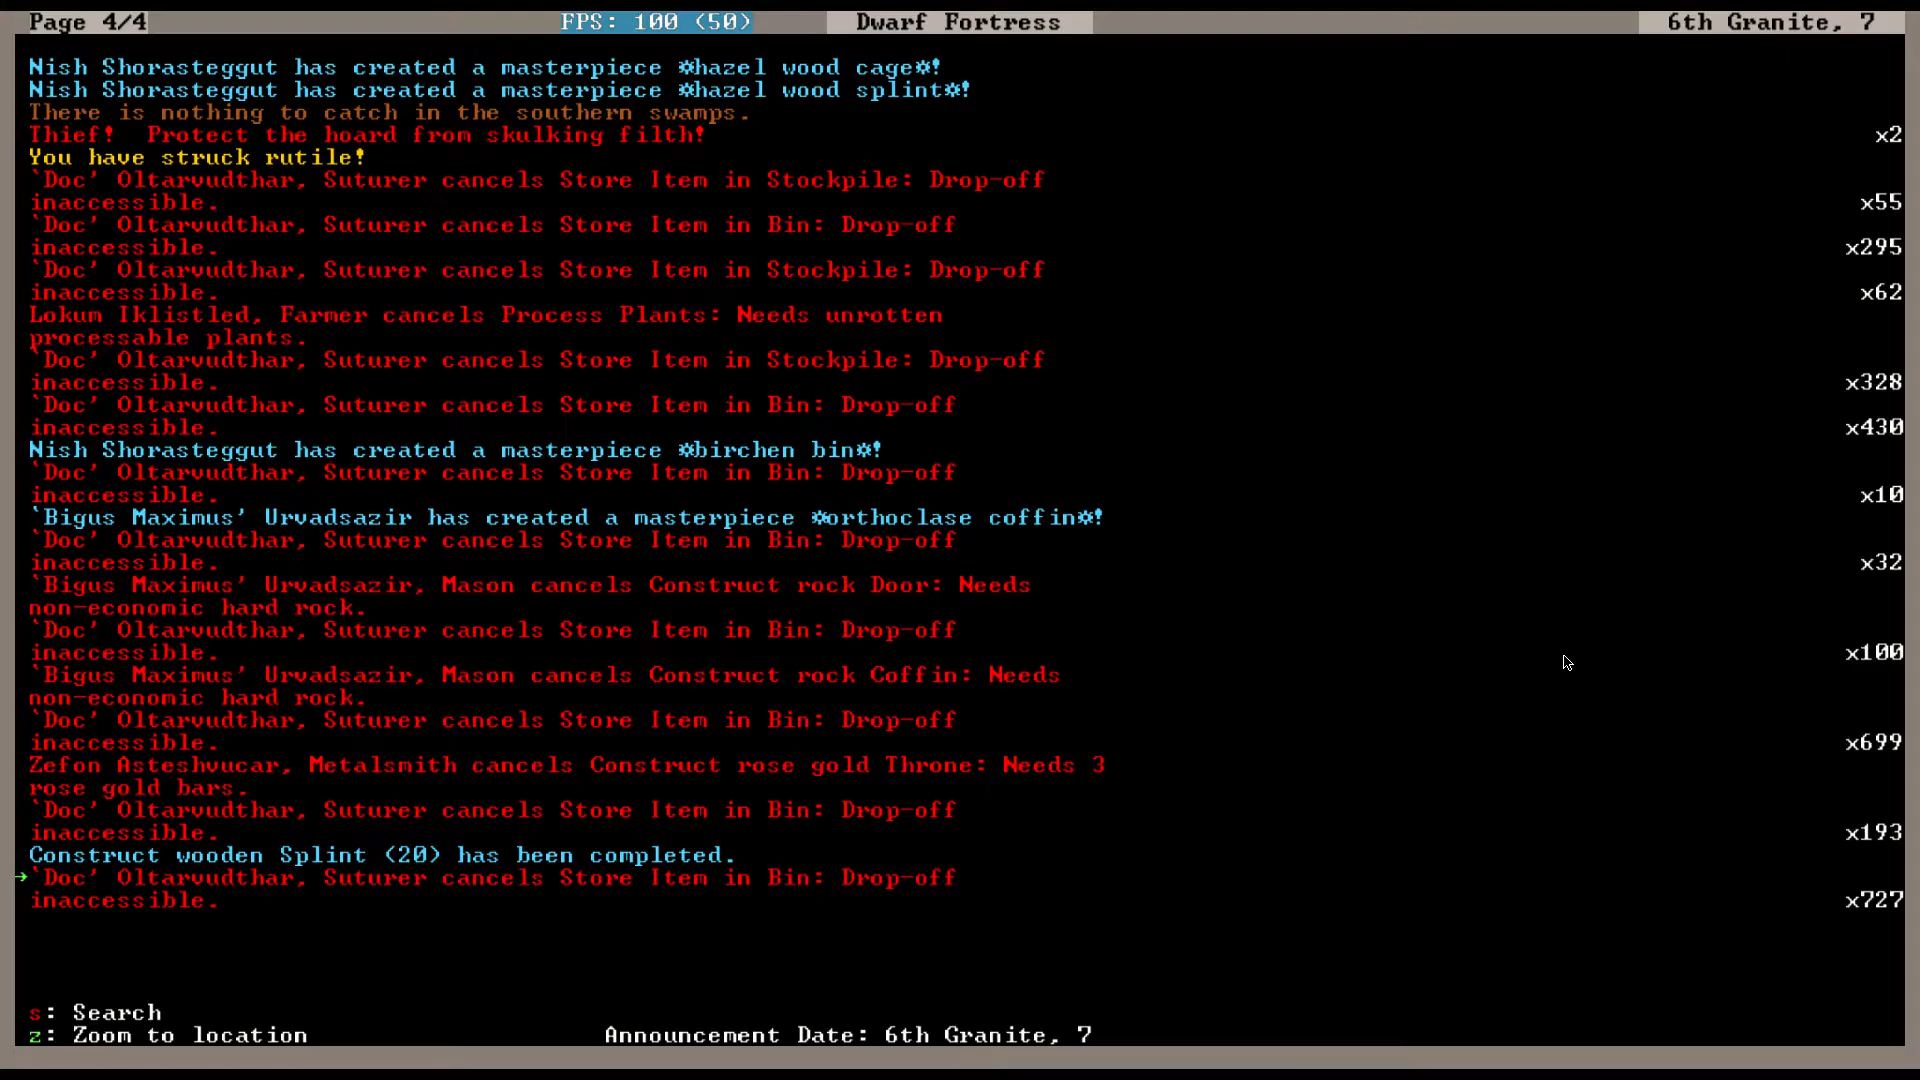 Page 4/4 FPS: 100 (50) Dwarf Fortress 6th Granite, 7
Nish Shorasteggut has created a masterpiece ☼hazel wood cage☼!
Nish Shorasteggut has created a masterpiece ☼hazel wood splint☼!
There is nothing to catch in the southern swamps.
Thief!  Protect the hoard from skulking filth! x2
You have struck rutile!
`Doc' Oltarvudthar, Suturer cancels Store Item in Stockpile: Drop-off
inaccessible. x55
`Doc' Oltarvudthar, Suturer cancels Store Item in Bin: Drop-off
inaccessible. x295
`Doc' Oltarvudthar, Suturer cancels Store Item in Stockpile: Drop-off
inaccessible. x62
Lokum Iklistled, Farmer cancels Process Plants: Needs unrotten
processable plants.
`Doc' Oltarvudthar, Suturer cancels Store Item in Stockpile: Drop-off
inaccessible. x328
`Doc' Oltarvudthar, Suturer cancels Store Item in Bin: Drop-off
inaccessible. x430
Nish Shorasteggut has created a masterpiece ☼birchen bin☼!
`Doc' Oltarvudthar, Suturer cancels Store Item in Bin: Drop-off
inaccessible. x10
`Bigus Maximus' Urvadsazir has created a masterpiece ☼orthoclase coffin☼!
`Doc' Oltarvudthar, Suturer cancels Store Item in Bin: Drop-off
inaccessible. x32
`Bigus Maximus' Urvadsazir, Mason cancels Construct rock Door: Needs
non-economic hard rock.
`Doc' Oltarvudthar, Suturer cancels Store Item in Bin: Drop-off
inaccessible. x100
`Bigus Maximus' Urvadsazir, Mason cancels Construct rock Coffin: Needs
non-economic hard rock.
`Doc' Oltarvudthar, Suturer cancels Store Item in Bin: Drop-off
inaccessible. x699
Zefon Asteshvucar, Metalsmith cancels Construct rose gold Throne: Needs 3
rose gold bars.
`Doc' Oltarvudthar, Suturer cancels Store Item in Bin: Drop-off
inaccessible. x193
Construct wooden Splint (20) has been completed.
→`Doc' Oltarvudthar, Suturer cancels Store Item in Bin: Drop-off
inaccessible. x727
s: Search
z: Zoom to location Announcement Date: 6th Granite, 7